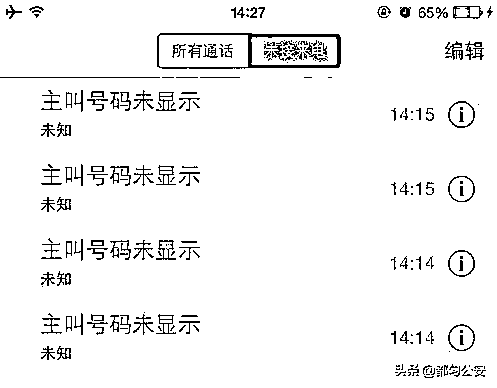 14:27 65%
所有通话 未接来电 编辑
主叫号码未显示 14:15
未知
主叫号码未显示 14:15
未知
主叫号码未显示 14:14
未知
主叫号码未显示 14:14
未知
头条 @都匀公安